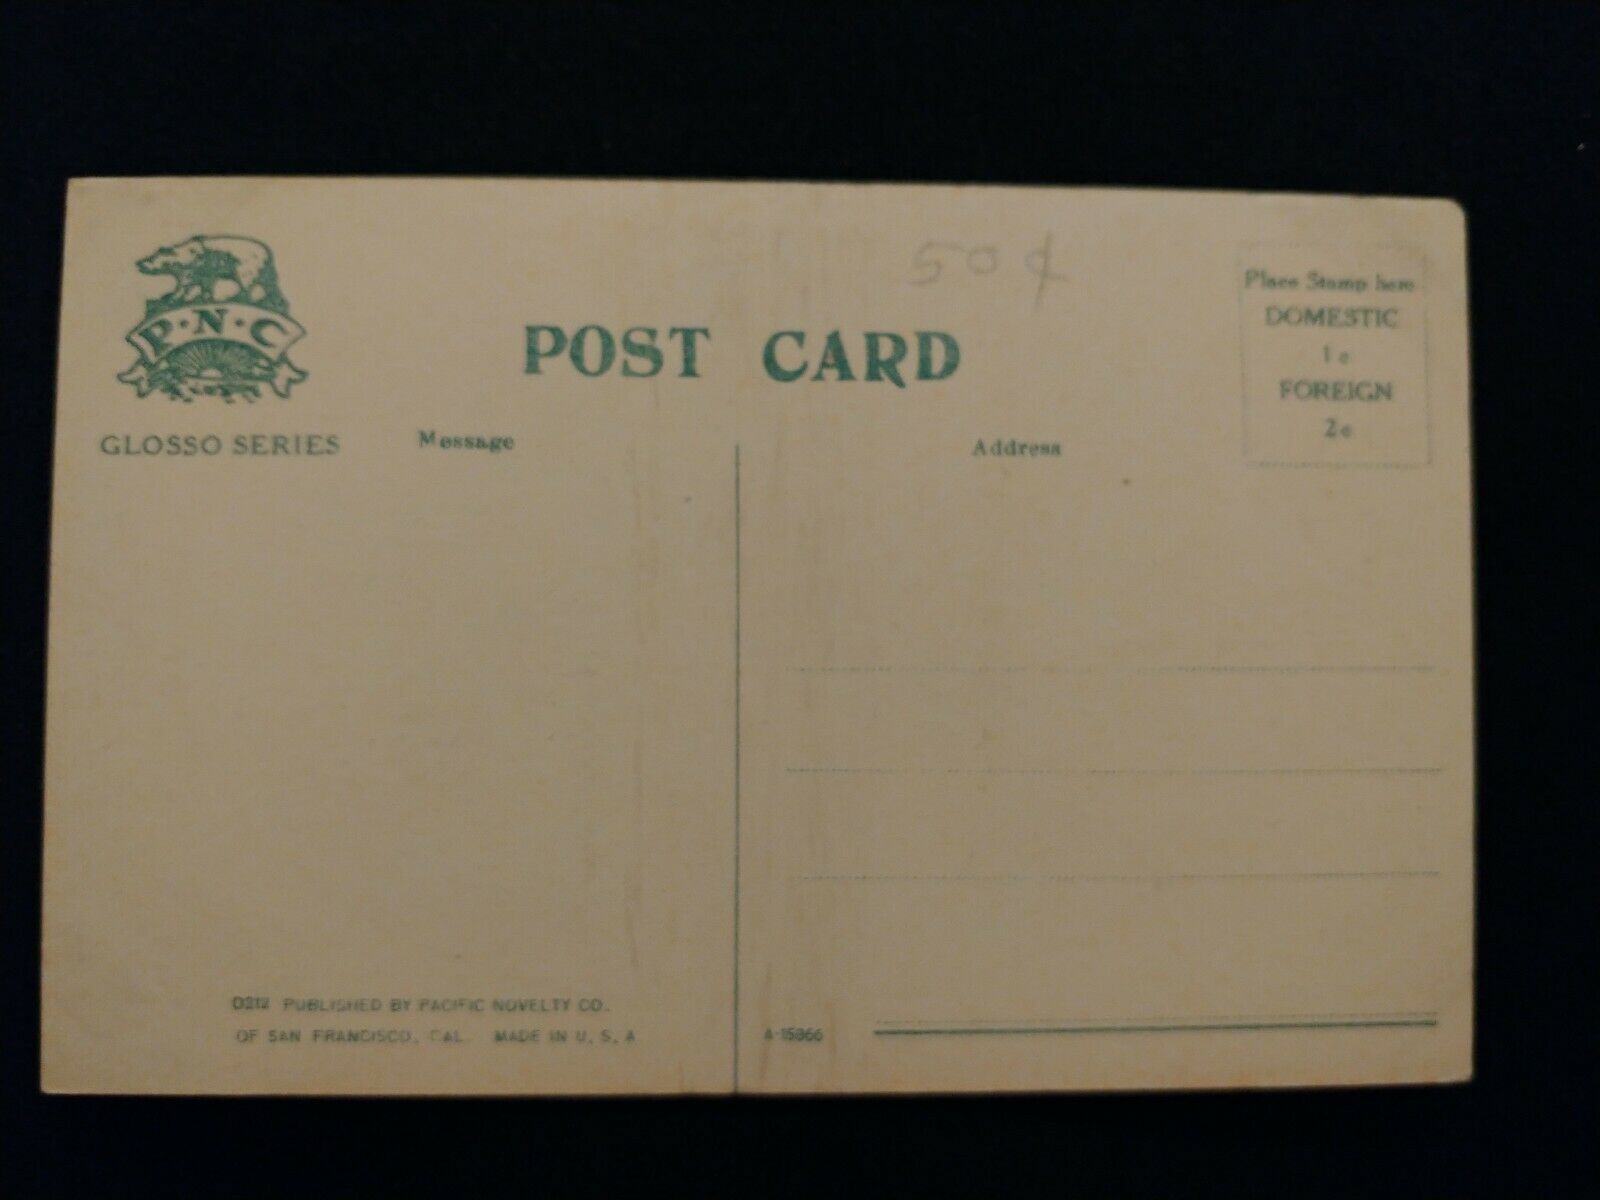 P·N·C
GLOSSO SERIES
POST CARD
50¢
Place Stamp here
DOMESTIC
1c
FOREIGN
2c
Message
Address
PUBLISHED BY PACIFIC NOVELTY CO.
OF SAN FRANCISCO, CAL. MADE IN U. S. A
A-15866